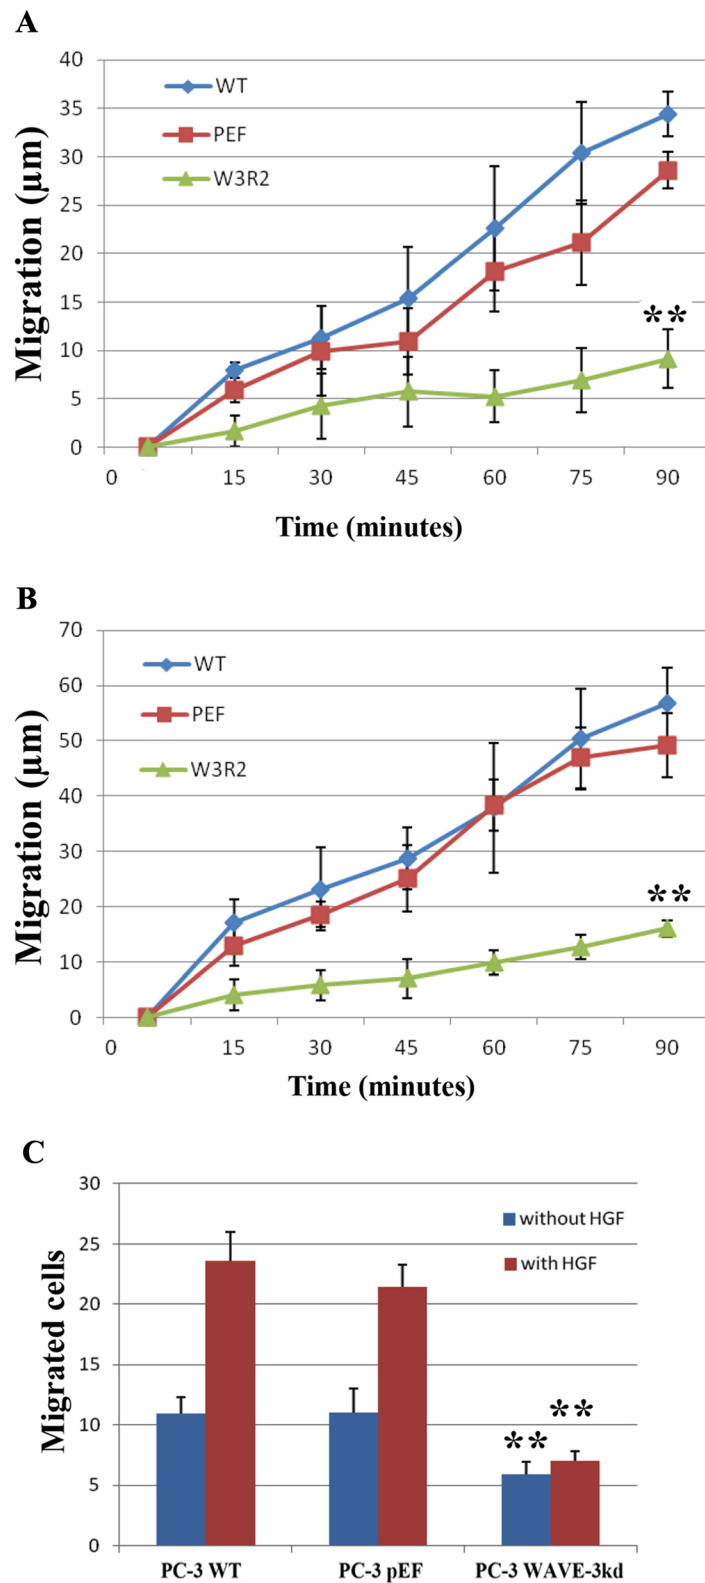 A
Migration (μm)
40
35
30
25
20
15
10
5
0
WT
PEF
W3R2
**
0 15 30 45 60 75 90
Time (minutes)
B
Migration (μm)
70
60
50
40
30
20
10
0
WT
PEF
W3R2
**
0 15 30 45 60 75 90
Time (minutes)
C
Migrated cells
30
25
20
15
10
5
0
without HGF
with HGF
** **
PC-3 WT PC-3 pEF PC-3 WAVE-3kd